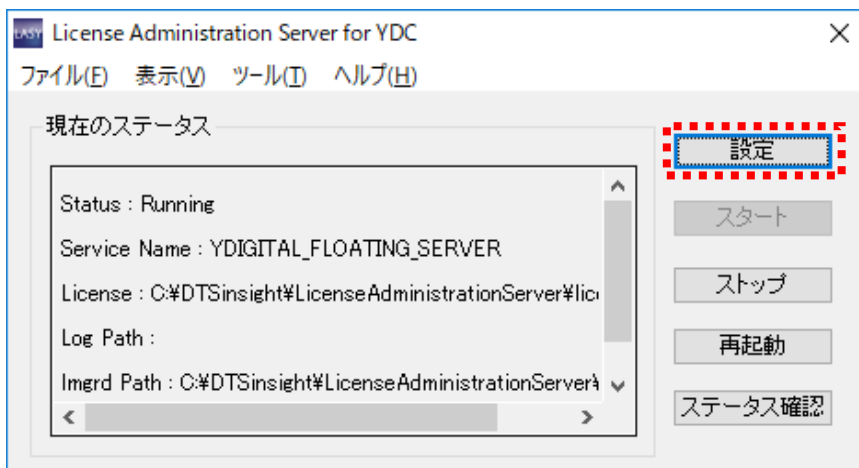 LASY License Administration Server for YDC
ファイル(F) 表示(V) ツール(T) ヘルプ(H)
現在のステータス
設定
Status : Running
スタート
Service Name : YDIGITAL_FLOATING_SERVER
License : C:¥DTSinsight¥LicenseAdministrationServer¥lic
ストップ
Log Path :
再起動
lmgrd Path : C:¥DTSinsight¥LicenseAdministrationServer¥
ステータス確認